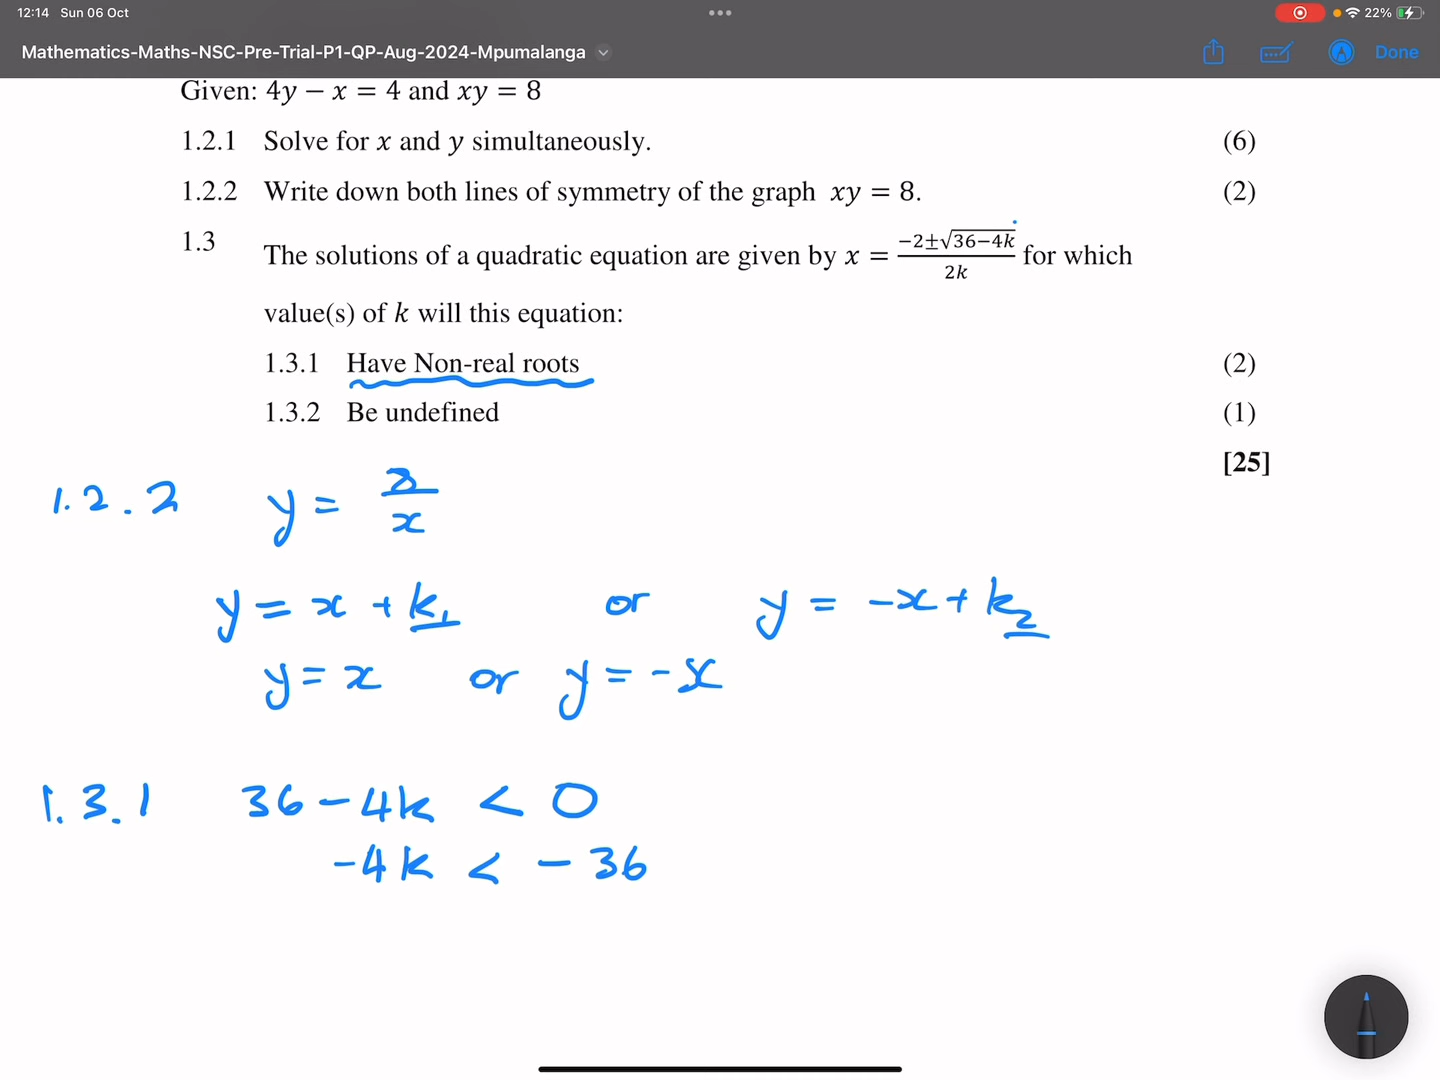 12:14 Sun 06 Oct 22%
Mathematics-Maths-NSC-Pre-Trial-P1-QP-Aug-2024-Mpumalanga Done
Given: 4y − x = 4 and xy = 8
1.2.1 Solve for x and y simultaneously. (6)
1.2.2 Write down both lines of symmetry of the graph xy = 8. (2)
1.3 The solutions of a quadratic equation are given by x = (−2±√(36−4k))/(2k) for which
value(s) of k will this equation:
1.3.1 Have Non-real roots (2)
1.3.2 Be undefined (1)
[25]
1.2.2 y = 8/x
y = x + k₁ or y = -x + k₂
y = x or y = -x
1.3.1 36 - 4k < 0
-4k < - 36